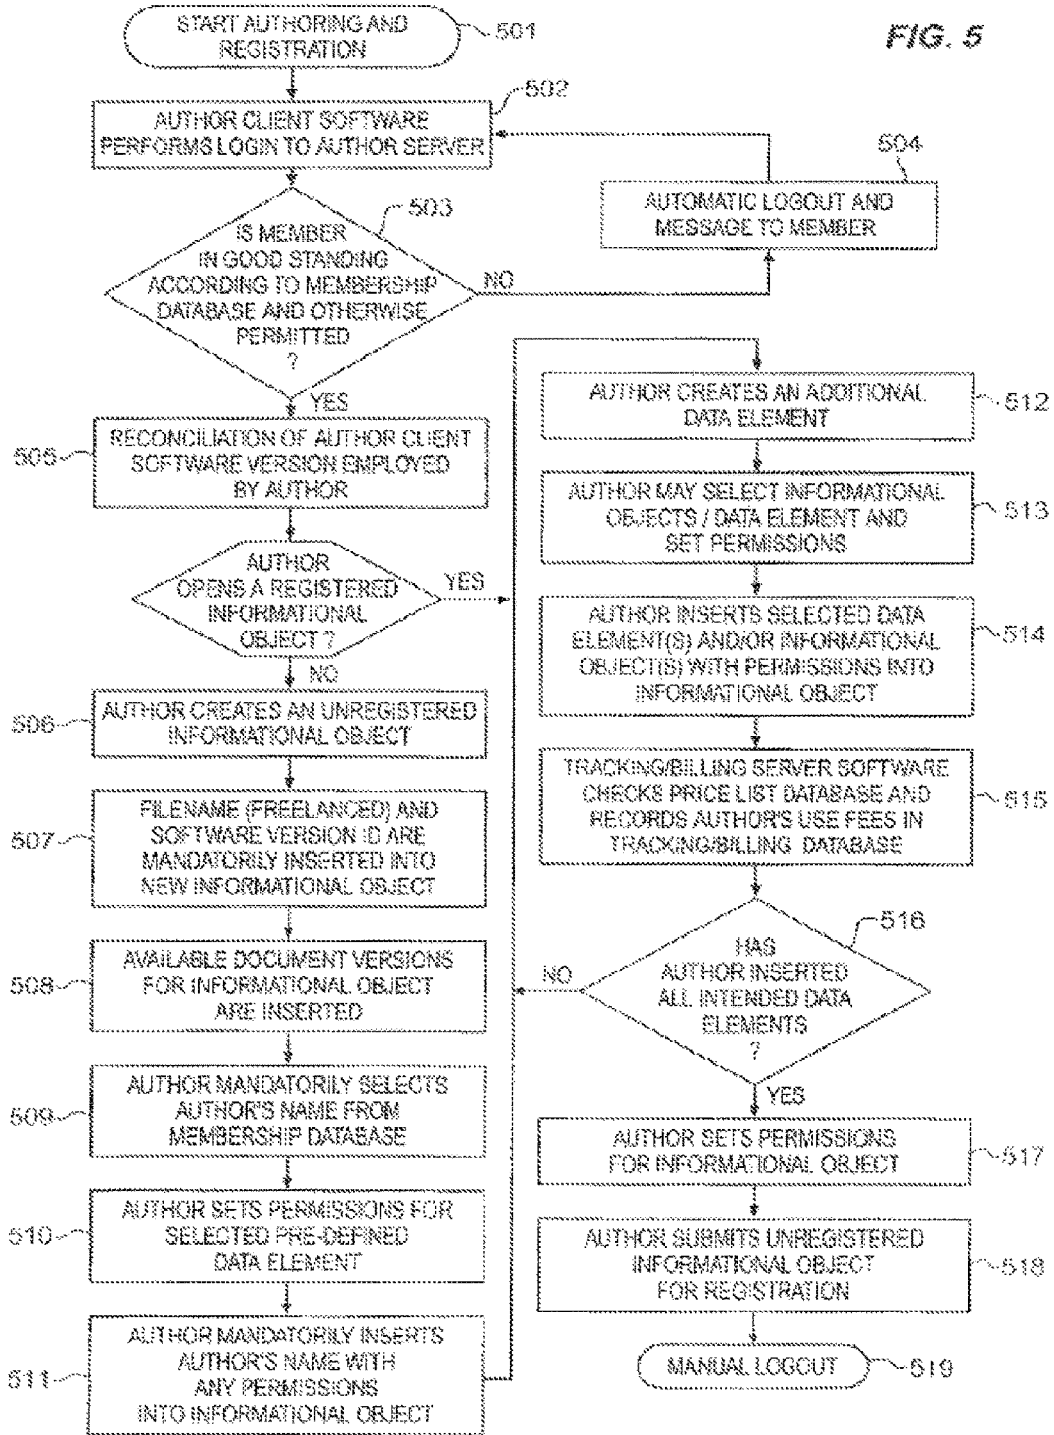 FIG. 5
START AUTHORING AND
REGISTRATION
501
502
AUTHOR CLIENT SOFTWARE
PERFORMS LOGIN TO AUTHOR SERVER
503
IS MEMBER
IN GOOD STANDING
ACCORDING TO MEMBERSHIP
DATABASE AND OTHERWISE
PERMITTED
?
NO
504
AUTOMATIC LOGOUT AND
MESSAGE TO MEMBER
YES
505
RECONCILIATION OF AUTHOR CLIENT
SOFTWARE VERSION EMPLOYED
BY AUTHOR
AUTHOR
OPENS A REGISTERED
INFORMATIONAL
OBJECT ?
YES
NO
506
AUTHOR CREATES AN UNREGISTERED
INFORMATIONAL OBJECT
507
FILENAME (FREELANCED) AND
SOFTWARE VERSION ID ARE
MANDATORILY INSERTED INTO
NEW INFORMATIONAL OBJECT
508
AVAILABLE DOCUMENT VERSIONS
FOR INFORMATIONAL OBJECT
ARE INSERTED
509
AUTHOR MANDATORILY SELECTS
AUTHOR'S NAME FROM
MEMBERSHIP DATABASE
510
AUTHOR SETS PERMISSIONS FOR
SELECTED PRE-DEFINED
DATA ELEMENT
511
AUTHOR MANDATORILY INSERTS
AUTHOR'S NAME WITH
ANY PERMISSIONS
INTO INFORMATIONAL OBJECT
AUTHOR CREATES AN ADDITIONAL
DATA ELEMENT
512
AUTHOR MAY SELECT INFORMATIONAL
OBJECTS / DATA ELEMENT AND
SET PERMISSIONS
513
AUTHOR INSERTS SELECTED DATA
ELEMENT(S) AND/OR INFORMATIONAL
OBJECT(S) WITH PERMISSIONS INTO
INFORMATIONAL OBJECT
514
TRACKING/BILLING SERVER SOFTWARE
CHECKS PRICE LIST DATABASE AND
RECORDS AUTHOR'S USE FEES IN
TRACKING/BILLING DATABASE
515
516
HAS
AUTHOR INSERTED
ALL INTENDED DATA
ELEMENTS
?
NO
YES
AUTHOR SETS PERMISSIONS
FOR INFORMATIONAL OBJECT
517
AUTHOR SUBMITS UNREGISTERED
INFORMATIONAL OBJECT
FOR REGISTRATION
518
MANUAL LOGOUT
519